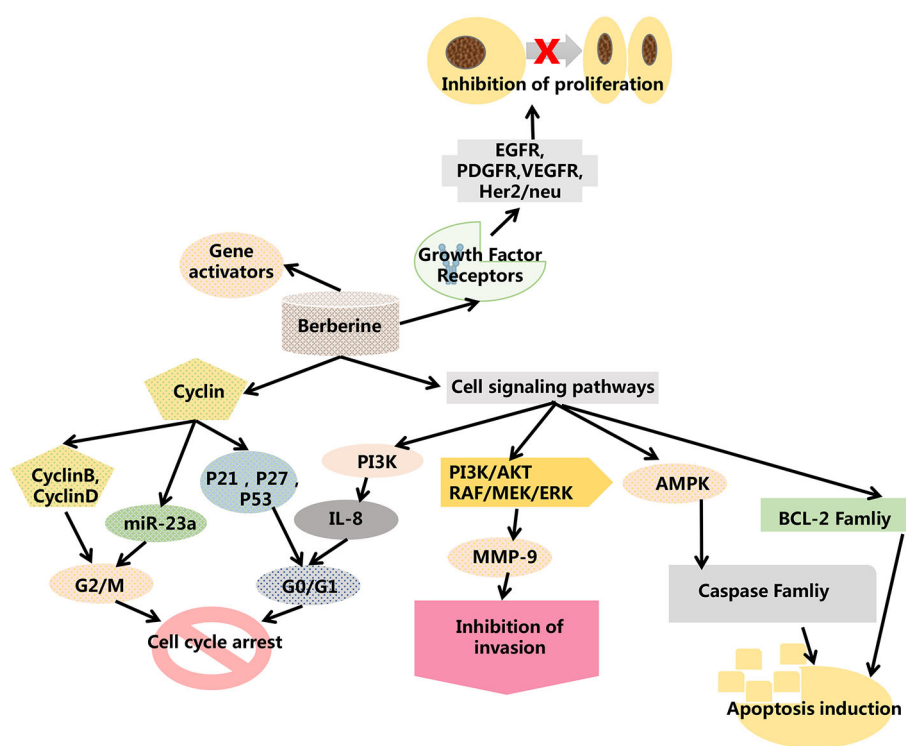 X
Inhibition of proliferation
EGFR,
PDGFR,VEGFR,
Her2/neu
Gene
activators
Growth Factor
Receptors
Berberine
Cyclin
Cell signaling pathways
CyclinB,
CyclinD
P21 , P27 ,
P53
PI3K
PI3K/AKT
RAF/MEK/ERK
AMPK
miR-23a
IL-8
BCL-2 Famliy
G2/M
G0/G1
MMP-9
Caspase Famliy
Cell cycle arrest
Inhibition of
invasion
Apoptosis induction